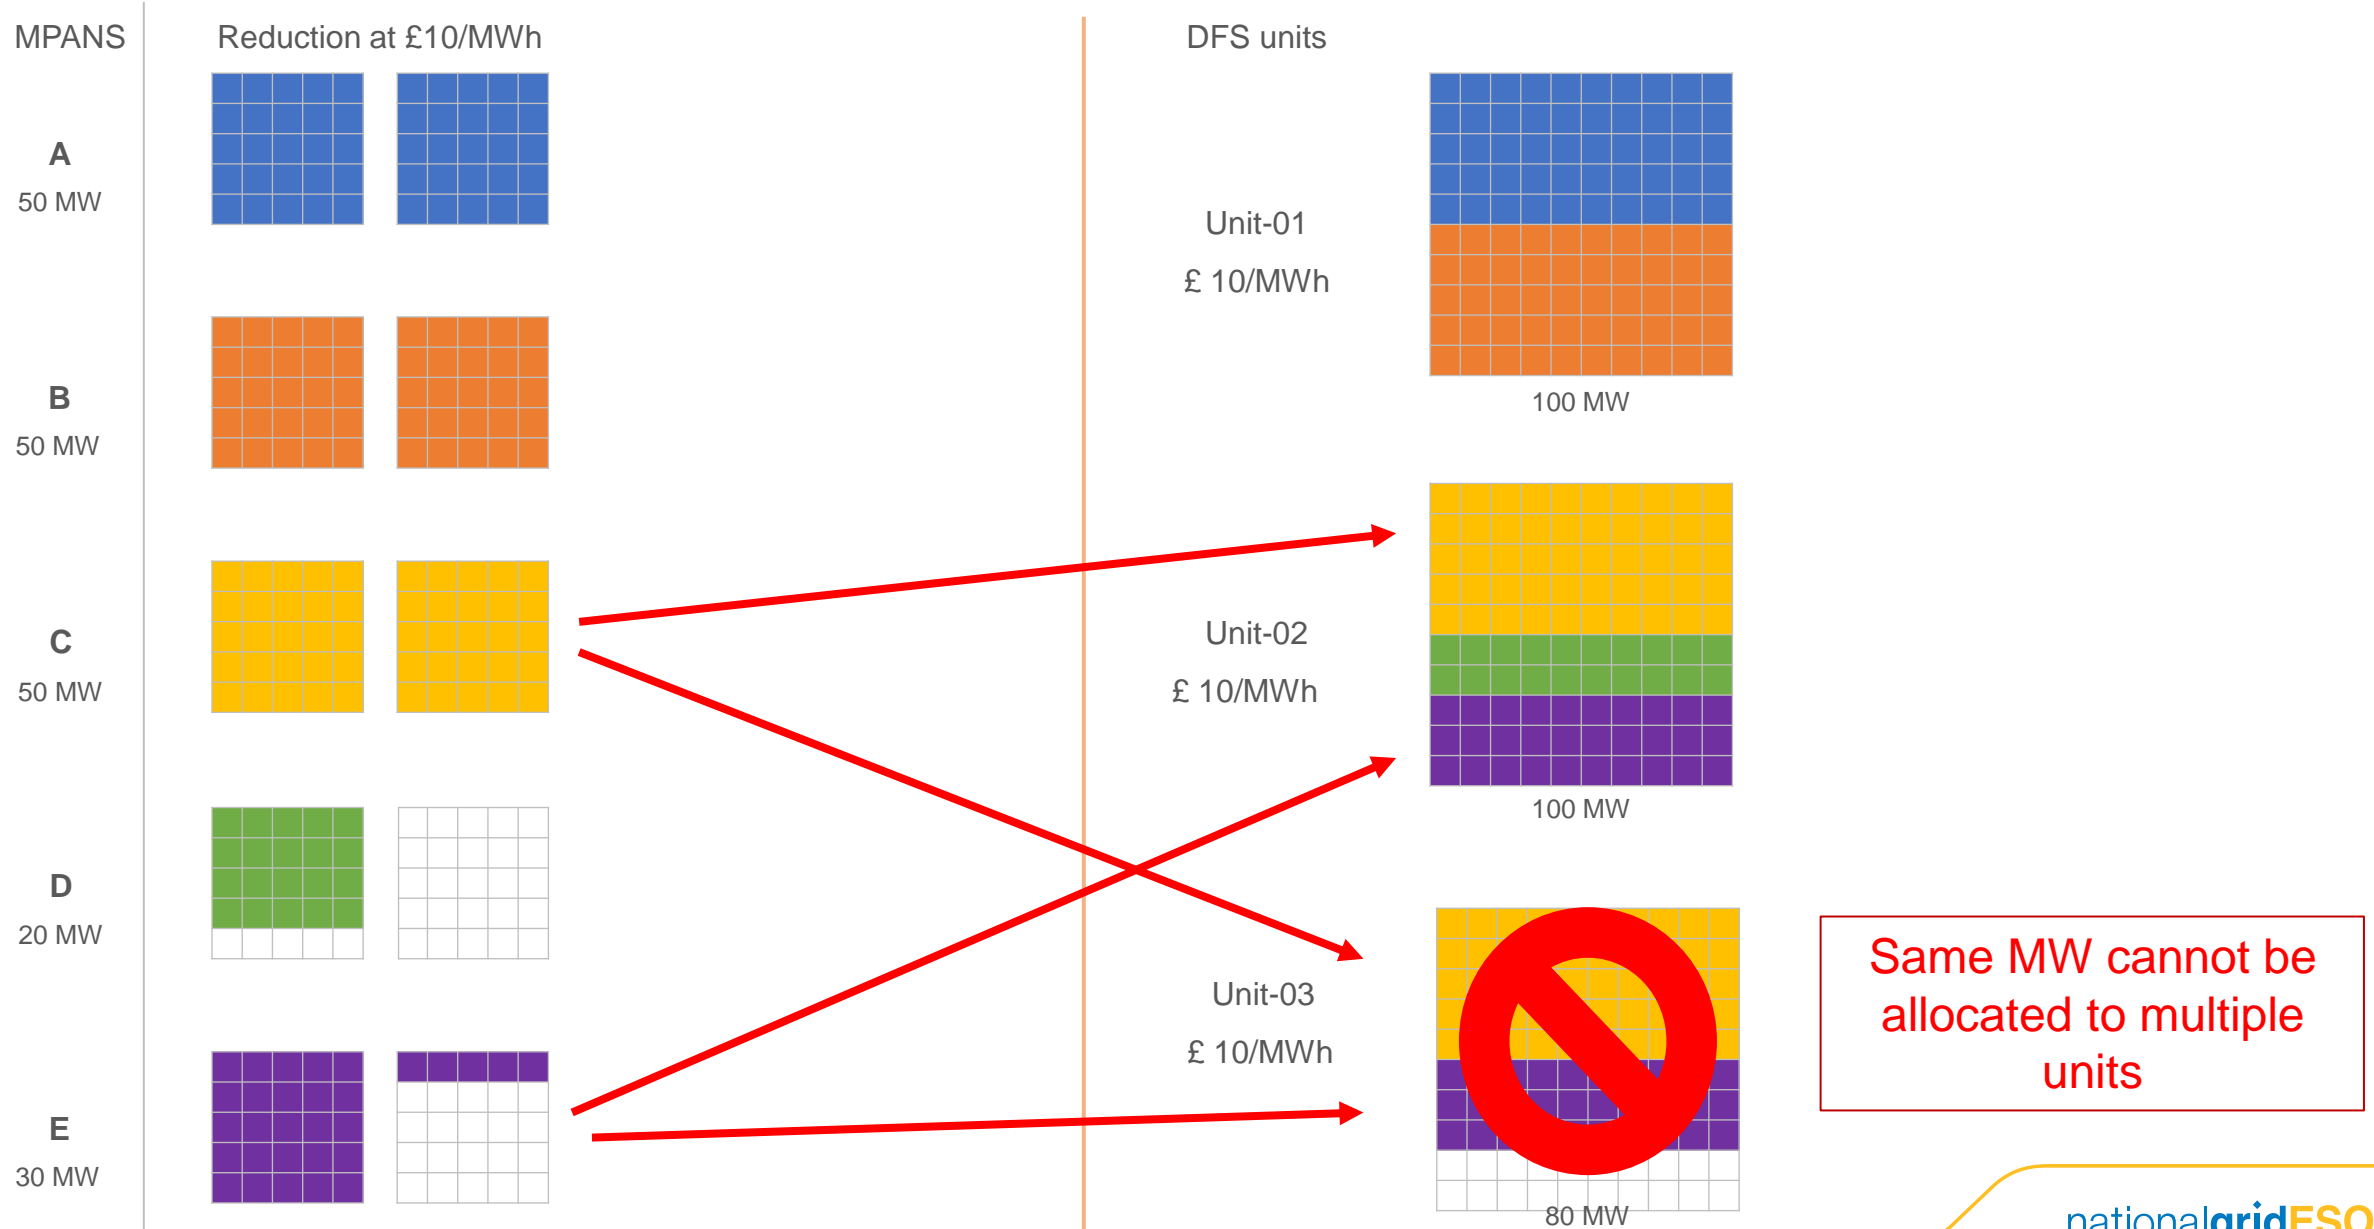 MPANS
Reduction at £10/MWh
DFS units
A
50 MW
Unit-01
£ 10/MWh
100 MW
B
50 MW
C
50 MW
Unit-02
£ 10/MWh
100 MW
D
20 MW
Unit-03
£ 10/MWh
80 MW
Same MW cannot be
allocated to multiple
units
E
30 MW
nationalgridESO